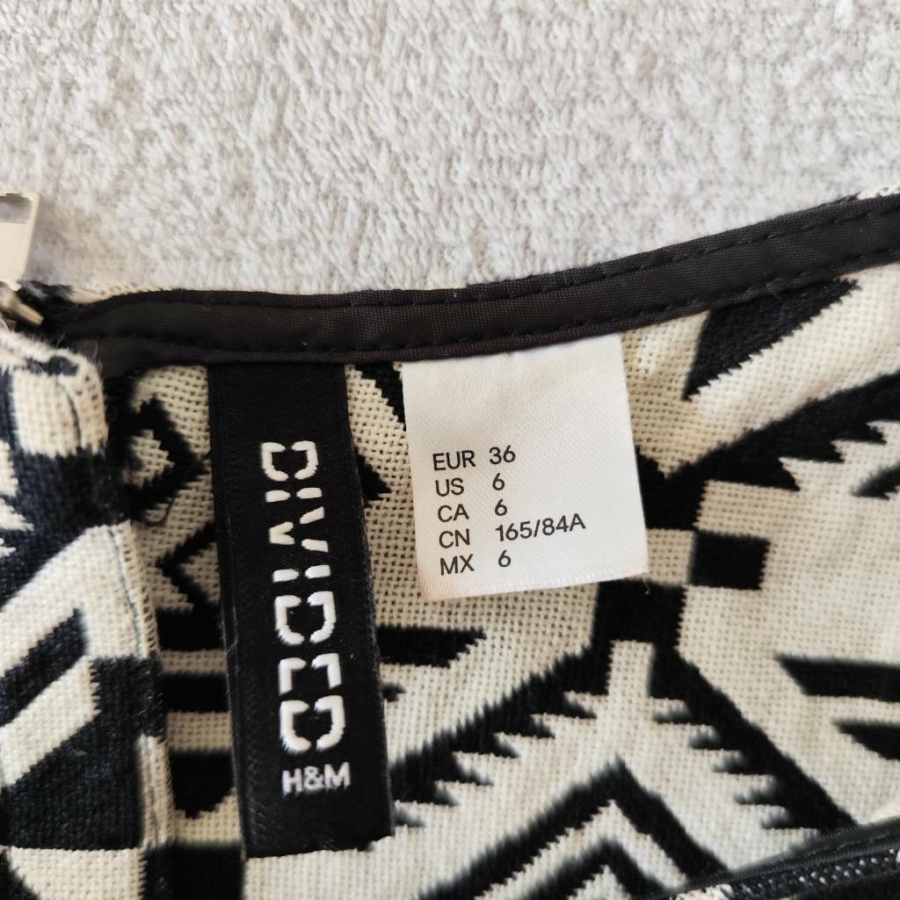 DIVIDED
H&M
EUR 36
US 6
CA 6
CN 165/84A
MX 6